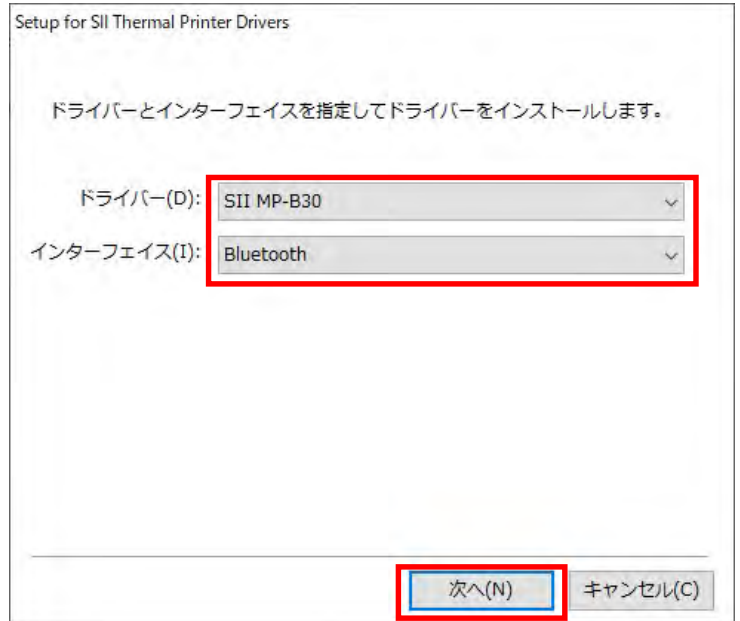 Setup for SII Thermal Printer Drivers
ドライバーとインターフェイスを指定してドライバーをインストールします。
ドライバー(D): SII MP-B30
インターフェイス(I): Bluetooth
次へ(N) キャンセル(C)